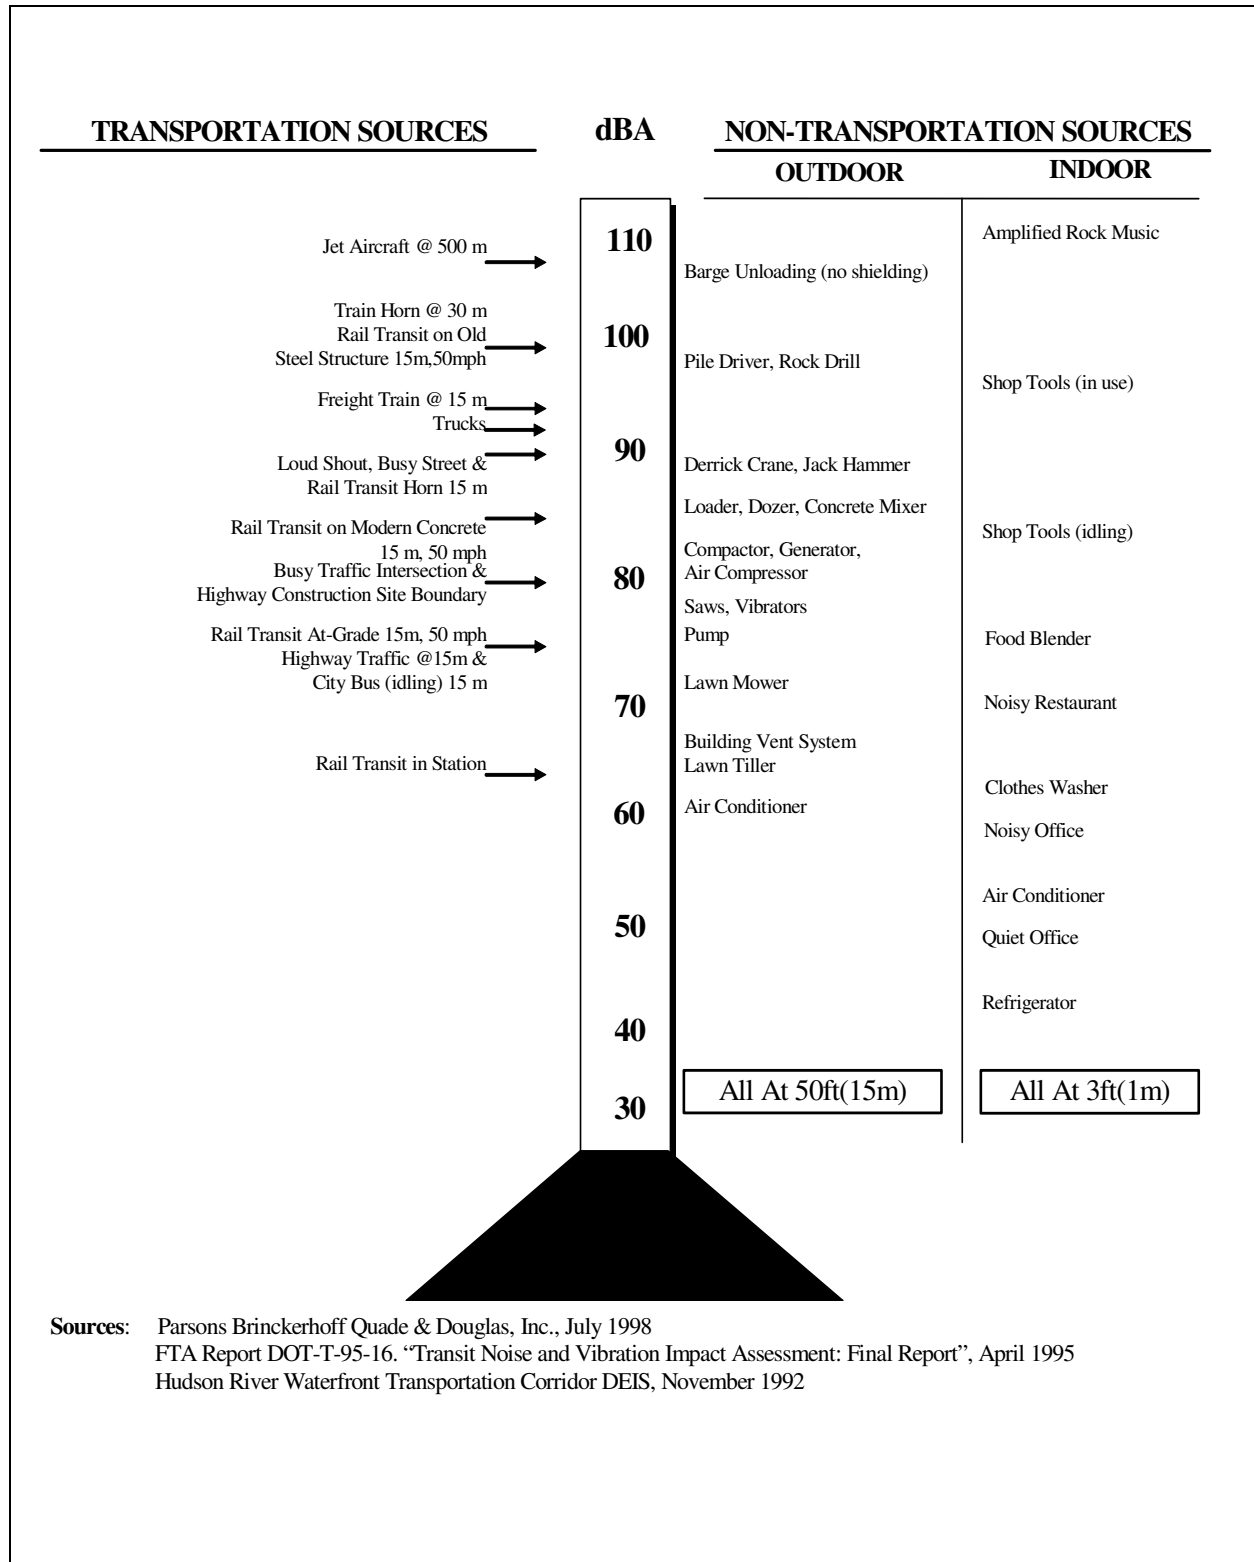 TRANSPORTATION SOURCES
dBA
NON-TRANSPORTATION SOURCES
OUTDOOR
INDOOR
Jet Aircraft @ 500 m
Train Horn @ 30 m
Rail Transit on Old
Steel Structure 15m,50mph
Freight Train @ 15 m
Trucks
Loud Shout, Busy Street &
Rail Transit Horn 15 m
Rail Transit on Modern Concrete
15 m, 50 mph
Busy Traffic Intersection &
Highway Construction Site Boundary
Rail Transit At-Grade 15m, 50 mph
Highway Traffic @15m &
City Bus (idling) 15 m
Rail Transit in Station
110
100
90
80
70
60
50
40
30
Barge Unloading (no shielding)
Pile Driver, Rock Drill
Derrick Crane, Jack Hammer
Loader, Dozer, Concrete Mixer
Compactor, Generator,
Air Compressor
Saws, Vibrators
Pump
Lawn Mower
Building Vent System
Lawn Tiller
Air Conditioner
All At 50ft(15m)
Amplified Rock Music
Shop Tools (in use)
Shop Tools (idling)
Food Blender
Noisy Restaurant
Clothes Washer
Noisy Office
Air Conditioner
Quiet Office
Refrigerator
All At 3ft(1m)
Sources: Parsons Brinckerhoff Quade & Douglas, Inc., July 1998
FTA Report DOT-T-95-16. “Transit Noise and Vibration Impact Assessment: Final Report”, April 1995
Hudson River Waterfront Transportation Corridor DEIS, November 1992